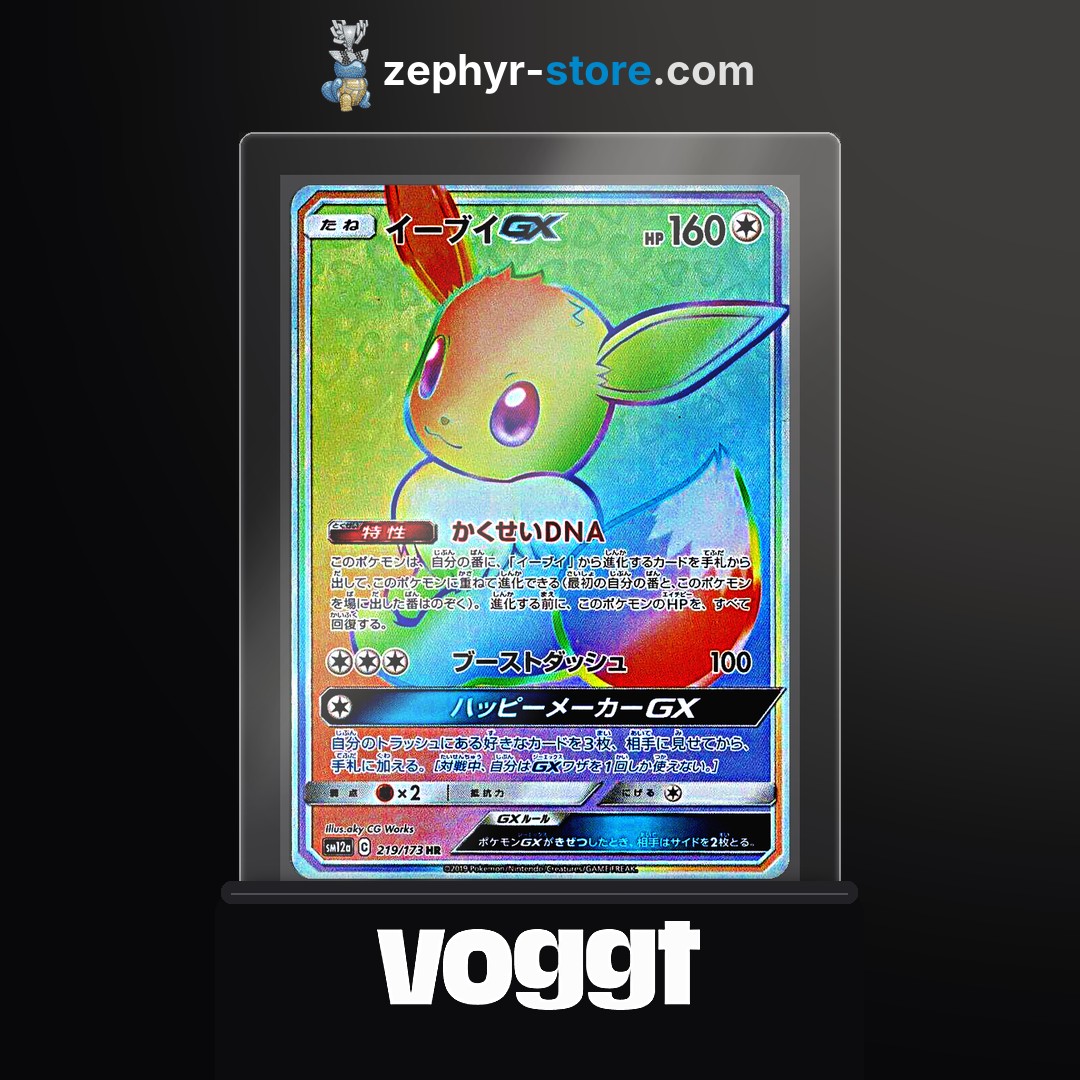 zephyr-store.com
たね イーブイGX HP 160
特性 かくせいDNA
このポケモンは、自分の番に、「イーブイ」から進化するカードを手札から
出して、このポケモンに重ねて進化できる(最初の自分の番と、このポケモン
を場に出した番はのぞく)。進化する前に、このポケモンのHPを、すべて
回復する。
ブーストダッシュ 100
ハッピーメーカーGX
自分のトラッシュにある好きなカードを3枚、相手に見せてから、
手札に加える。[対戦中、自分はGXワザを1回しか使えない。]
弱点 ×2 抵抗力 にげる
GXルール
ポケモンGXがきぜつしたとき、相手はサイドを2枚とる。
Illus.aky CG Works
SM12a C 219/173 HR
©2019 Pokémon/Nintendo/Creatures/GAME FREAK.
voggt